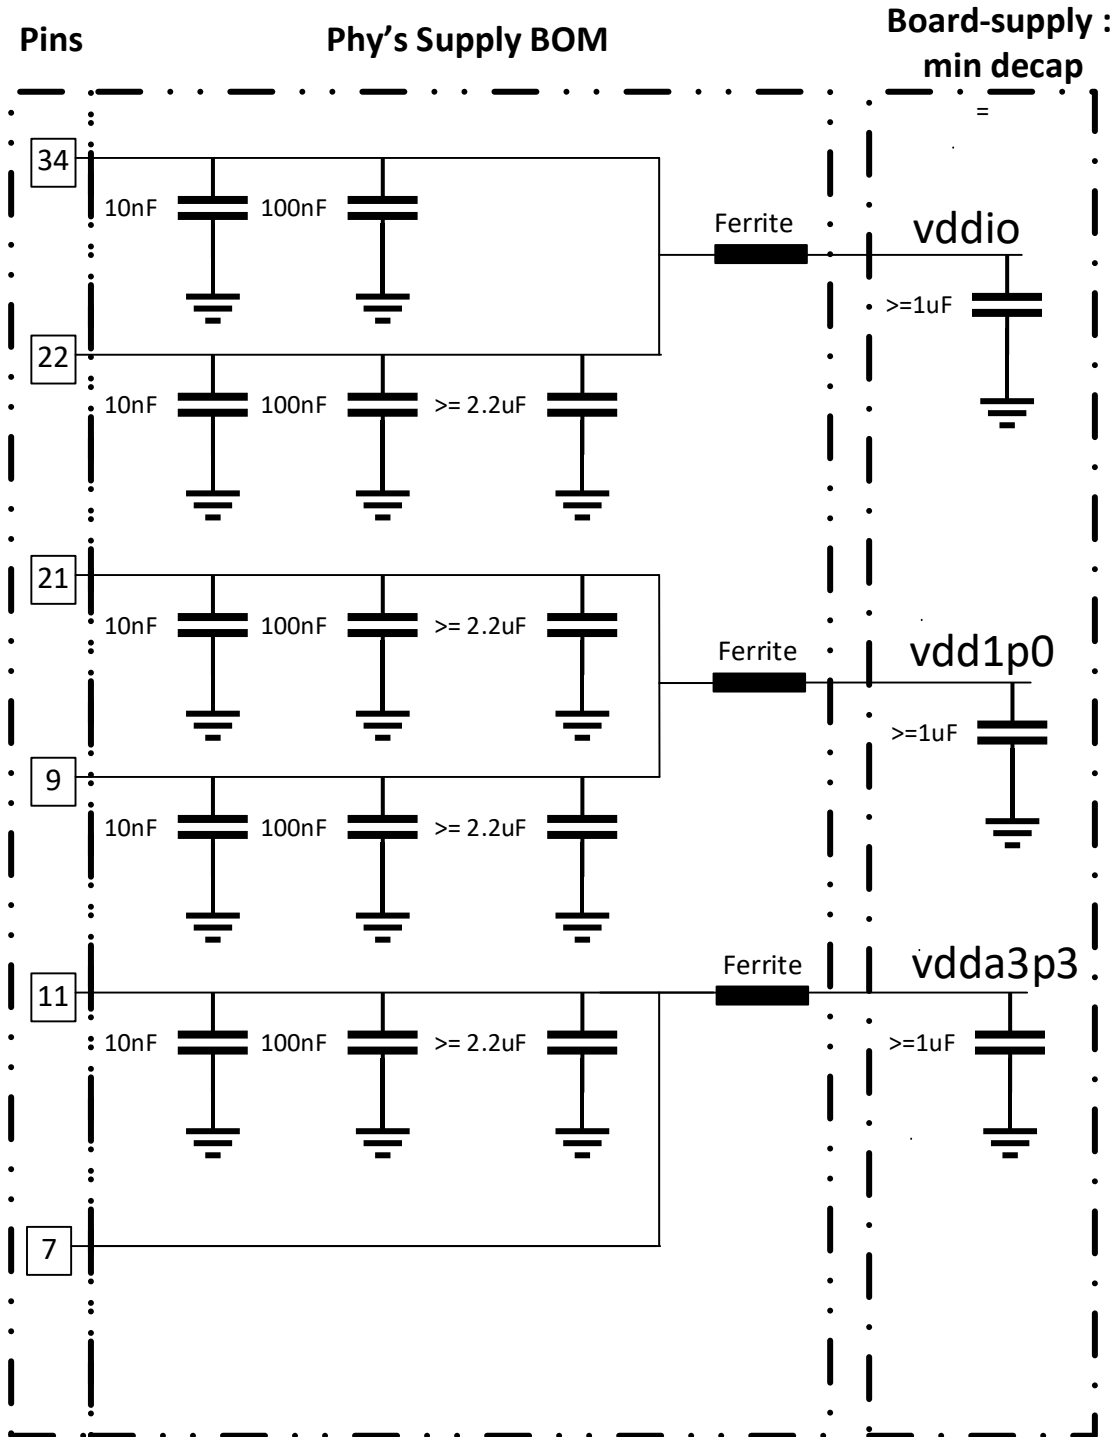 Pins
Phy's Supply BOM
Board-supply :
min decap
=
34
10nF
100nF
Ferrite
vddio
>=1uF
22
10nF
100nF
>= 2.2uF
21
10nF
100nF
>= 2.2uF
Ferrite
vdd1p0
>=1uF
9
10nF
100nF
>= 2.2uF
11
10nF
100nF
>= 2.2uF
Ferrite
vdda3p3
>=1uF
7